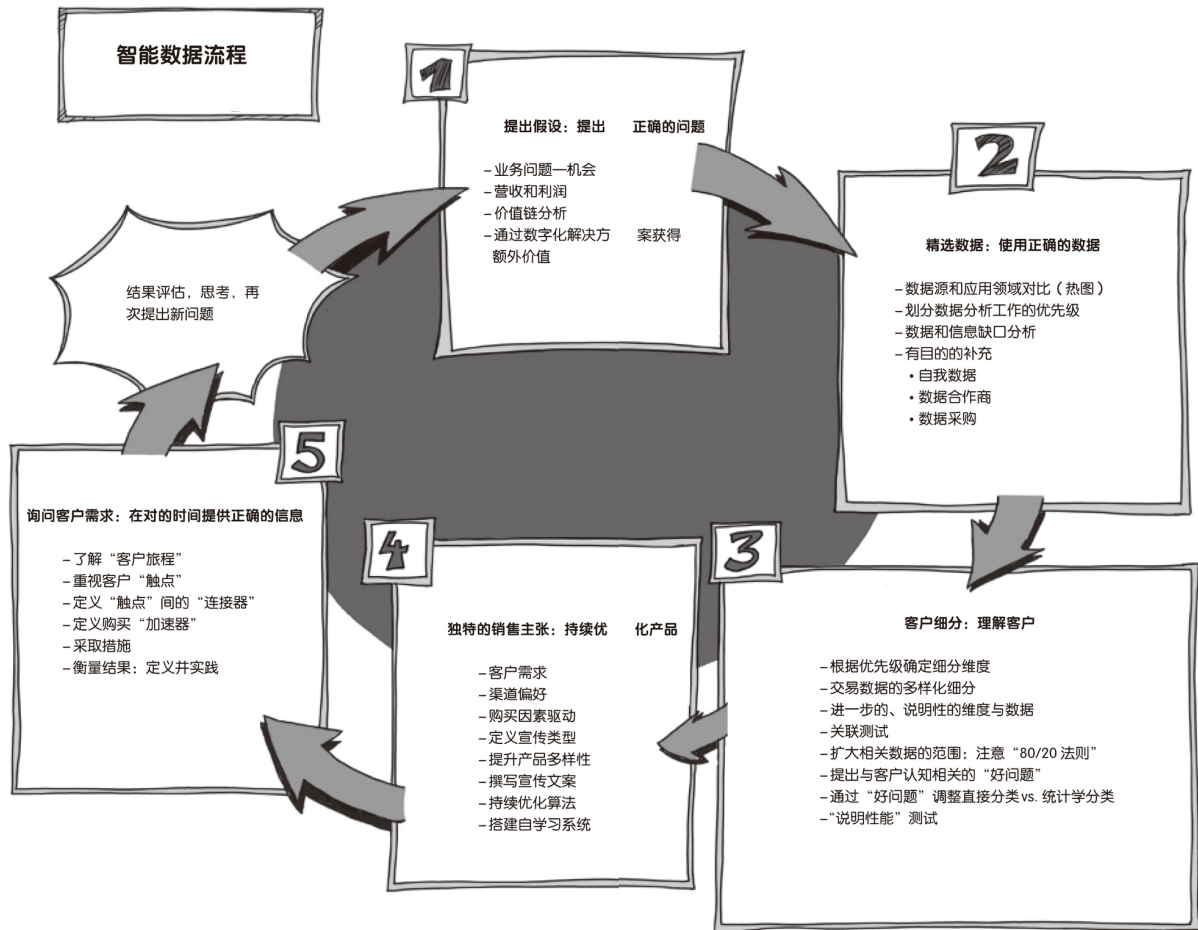 智能数据流程
1
提出假设：提出 正确的问题
–业务问题—机会
–营收和利润
–价值链分析
–通过数字化解决方 案获得
额外价值
2
精选数据：使用正确的数据
–数据源和应用领域对比（热图）
–划分数据分析工作的优先级
–数据和信息缺口分析
–有目的的补充
•自我数据
•数据合作商
•数据采购
3
客户细分：理解客户
–根据优先级确定细分维度
–交易数据的多样化细分
–进一步的、说明性的维度与数据
–关联测试
–扩大相关数据的范围：注意“80/20 法则”
–提出与客户认知相关的“好问题”
–通过“好问题”调整直接分类vs. 统计学分类
–“说明性能”测试
4
独特的销售主张：持续优 化产品
–客户需求
–渠道偏好
–购买因素驱动
–定义宣传类型
–提升产品多样性
–撰写宣传文案
–持续优化算法
–搭建自学习系统
5
询问客户需求：在对的时间提供正确的信息
–了解“客户旅程”
–重视客户“触点”
–定义“触点”间的“连接器”
–定义购买“加速器”
–采取措施
–衡量结果：定义并实践
结果评估，思考，再
次提出新问题